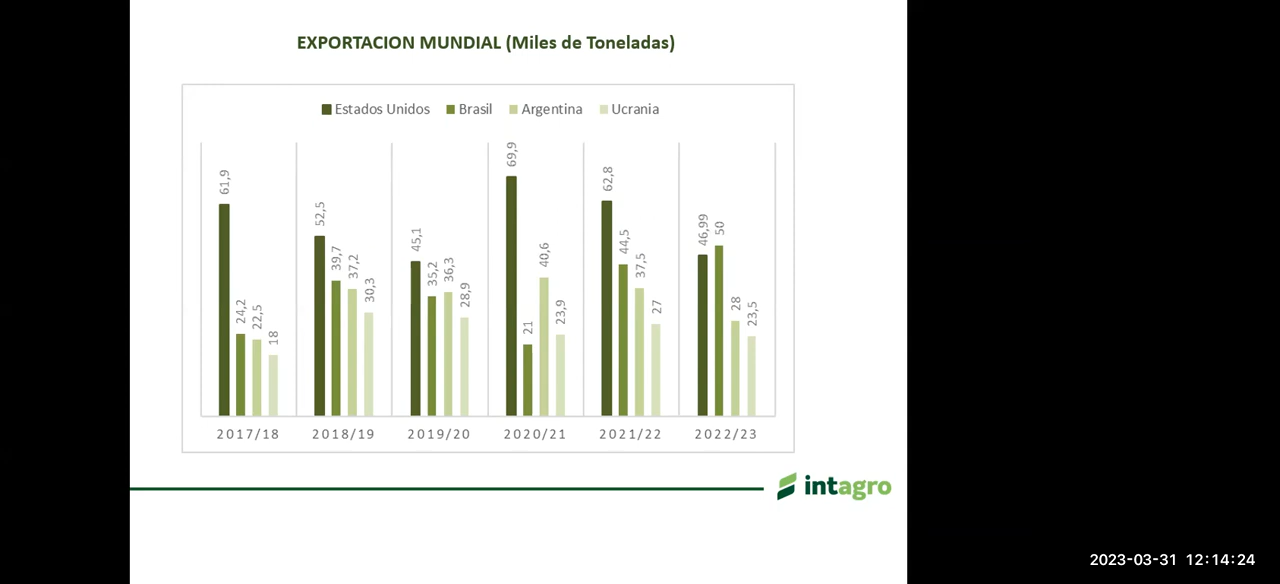 EXPORTACION MUNDIAL (Miles de Toneladas)
Estados Unidos Brasil Argentina Ucrania
61,9 24,2 22,5 18
52,5 39,7 37,2 30,3
45,1 35,2 36,3 28,9
69,9 21 40,6 23,9
62,8 44,5 37,5 27
46,99 50 28 23,5
2017/18 2018/19 2019/20 2020/21 2021/22 2022/23
intagro
2023-03-31 12:14:24